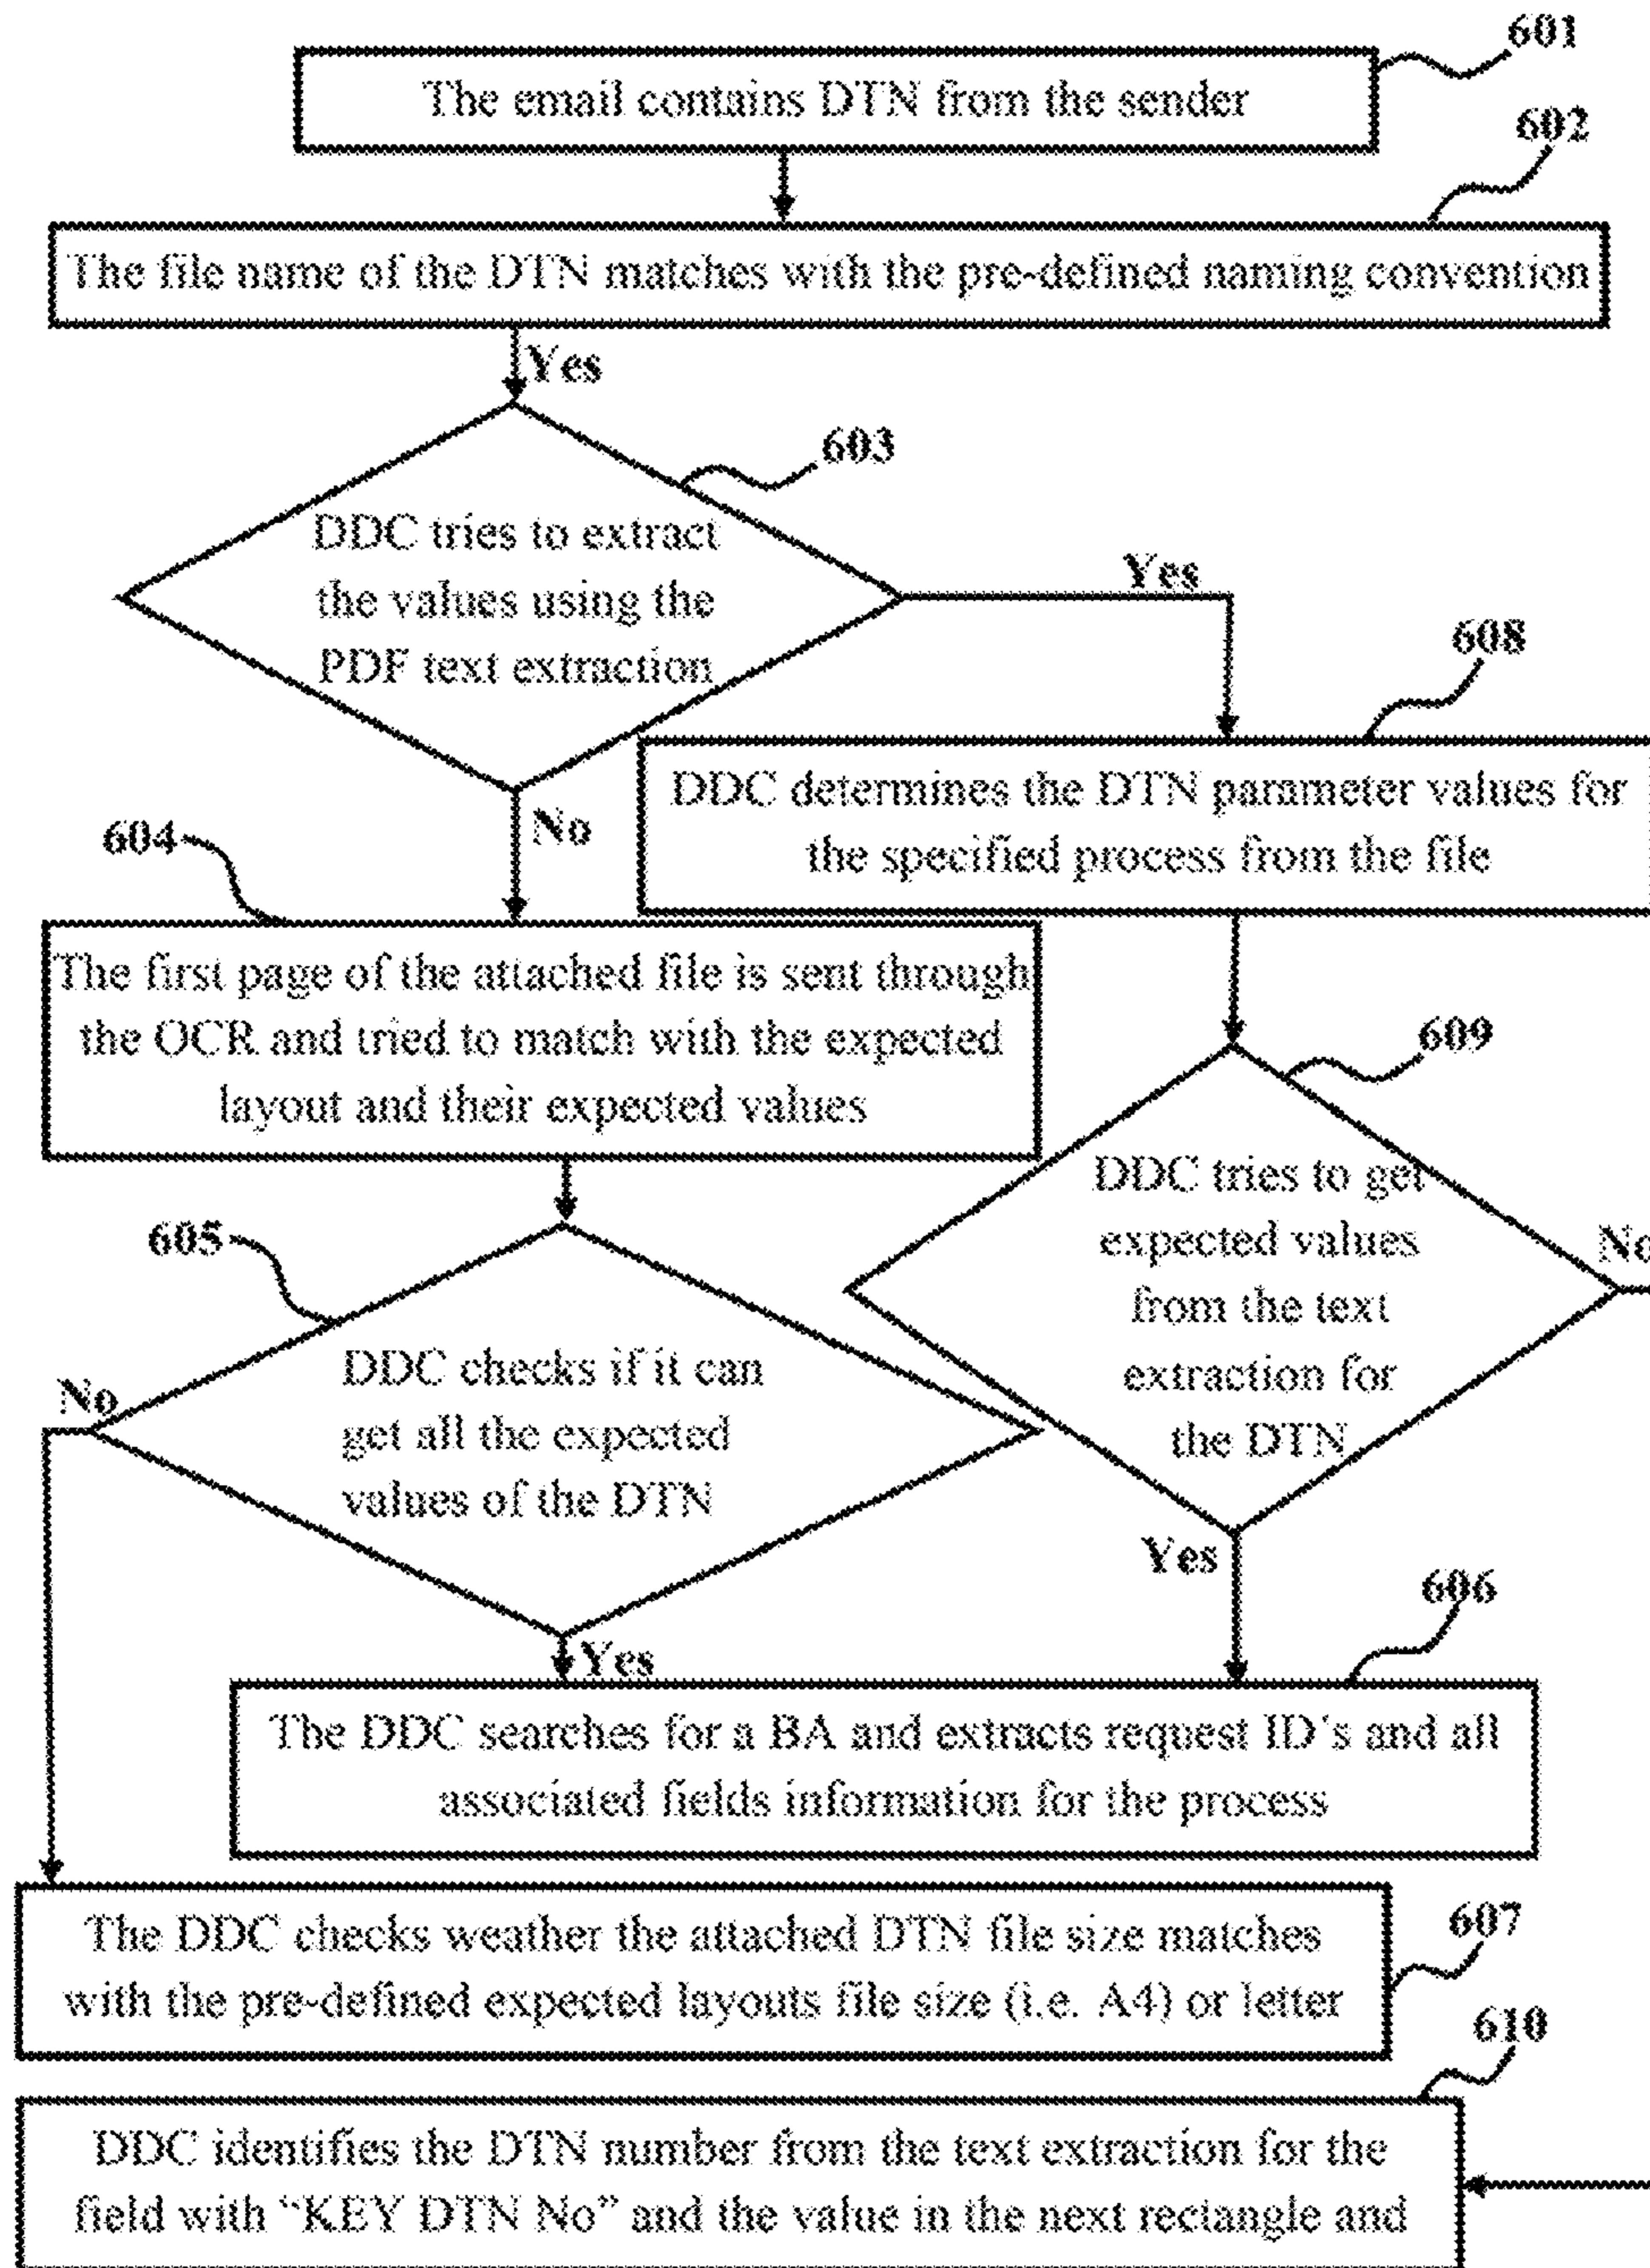 601
The email contains DTN from the sender
602
The file name of the DTN matches with the pre-defined naming convention
Yes
603
DDC tries to extract
the values using the
PDF text extraction
Yes
608
DDC determines the DTN parameter values for
the specified process from the file
No
604
The first page of the attached file is sent through
the OCR and tried to match with the expected
layout and their expected values
609
DDC tries to get
expected values
from the text
extraction for
the DTN
No
605
DDC checks if it can
get all the expected
values of the DTN
No
Yes
Yes
606
The DDC searches for a BA and extracts request ID´s and all
associated fields information for the process
607
The DDC checks weather the attached DTN file size matches
with the pre-defined expected layouts file size (i.e. A4) or letter
610
DDC identifies the DTN number from the text extraction for the
field with “KEY DTN No” and the value in the next rectangle and